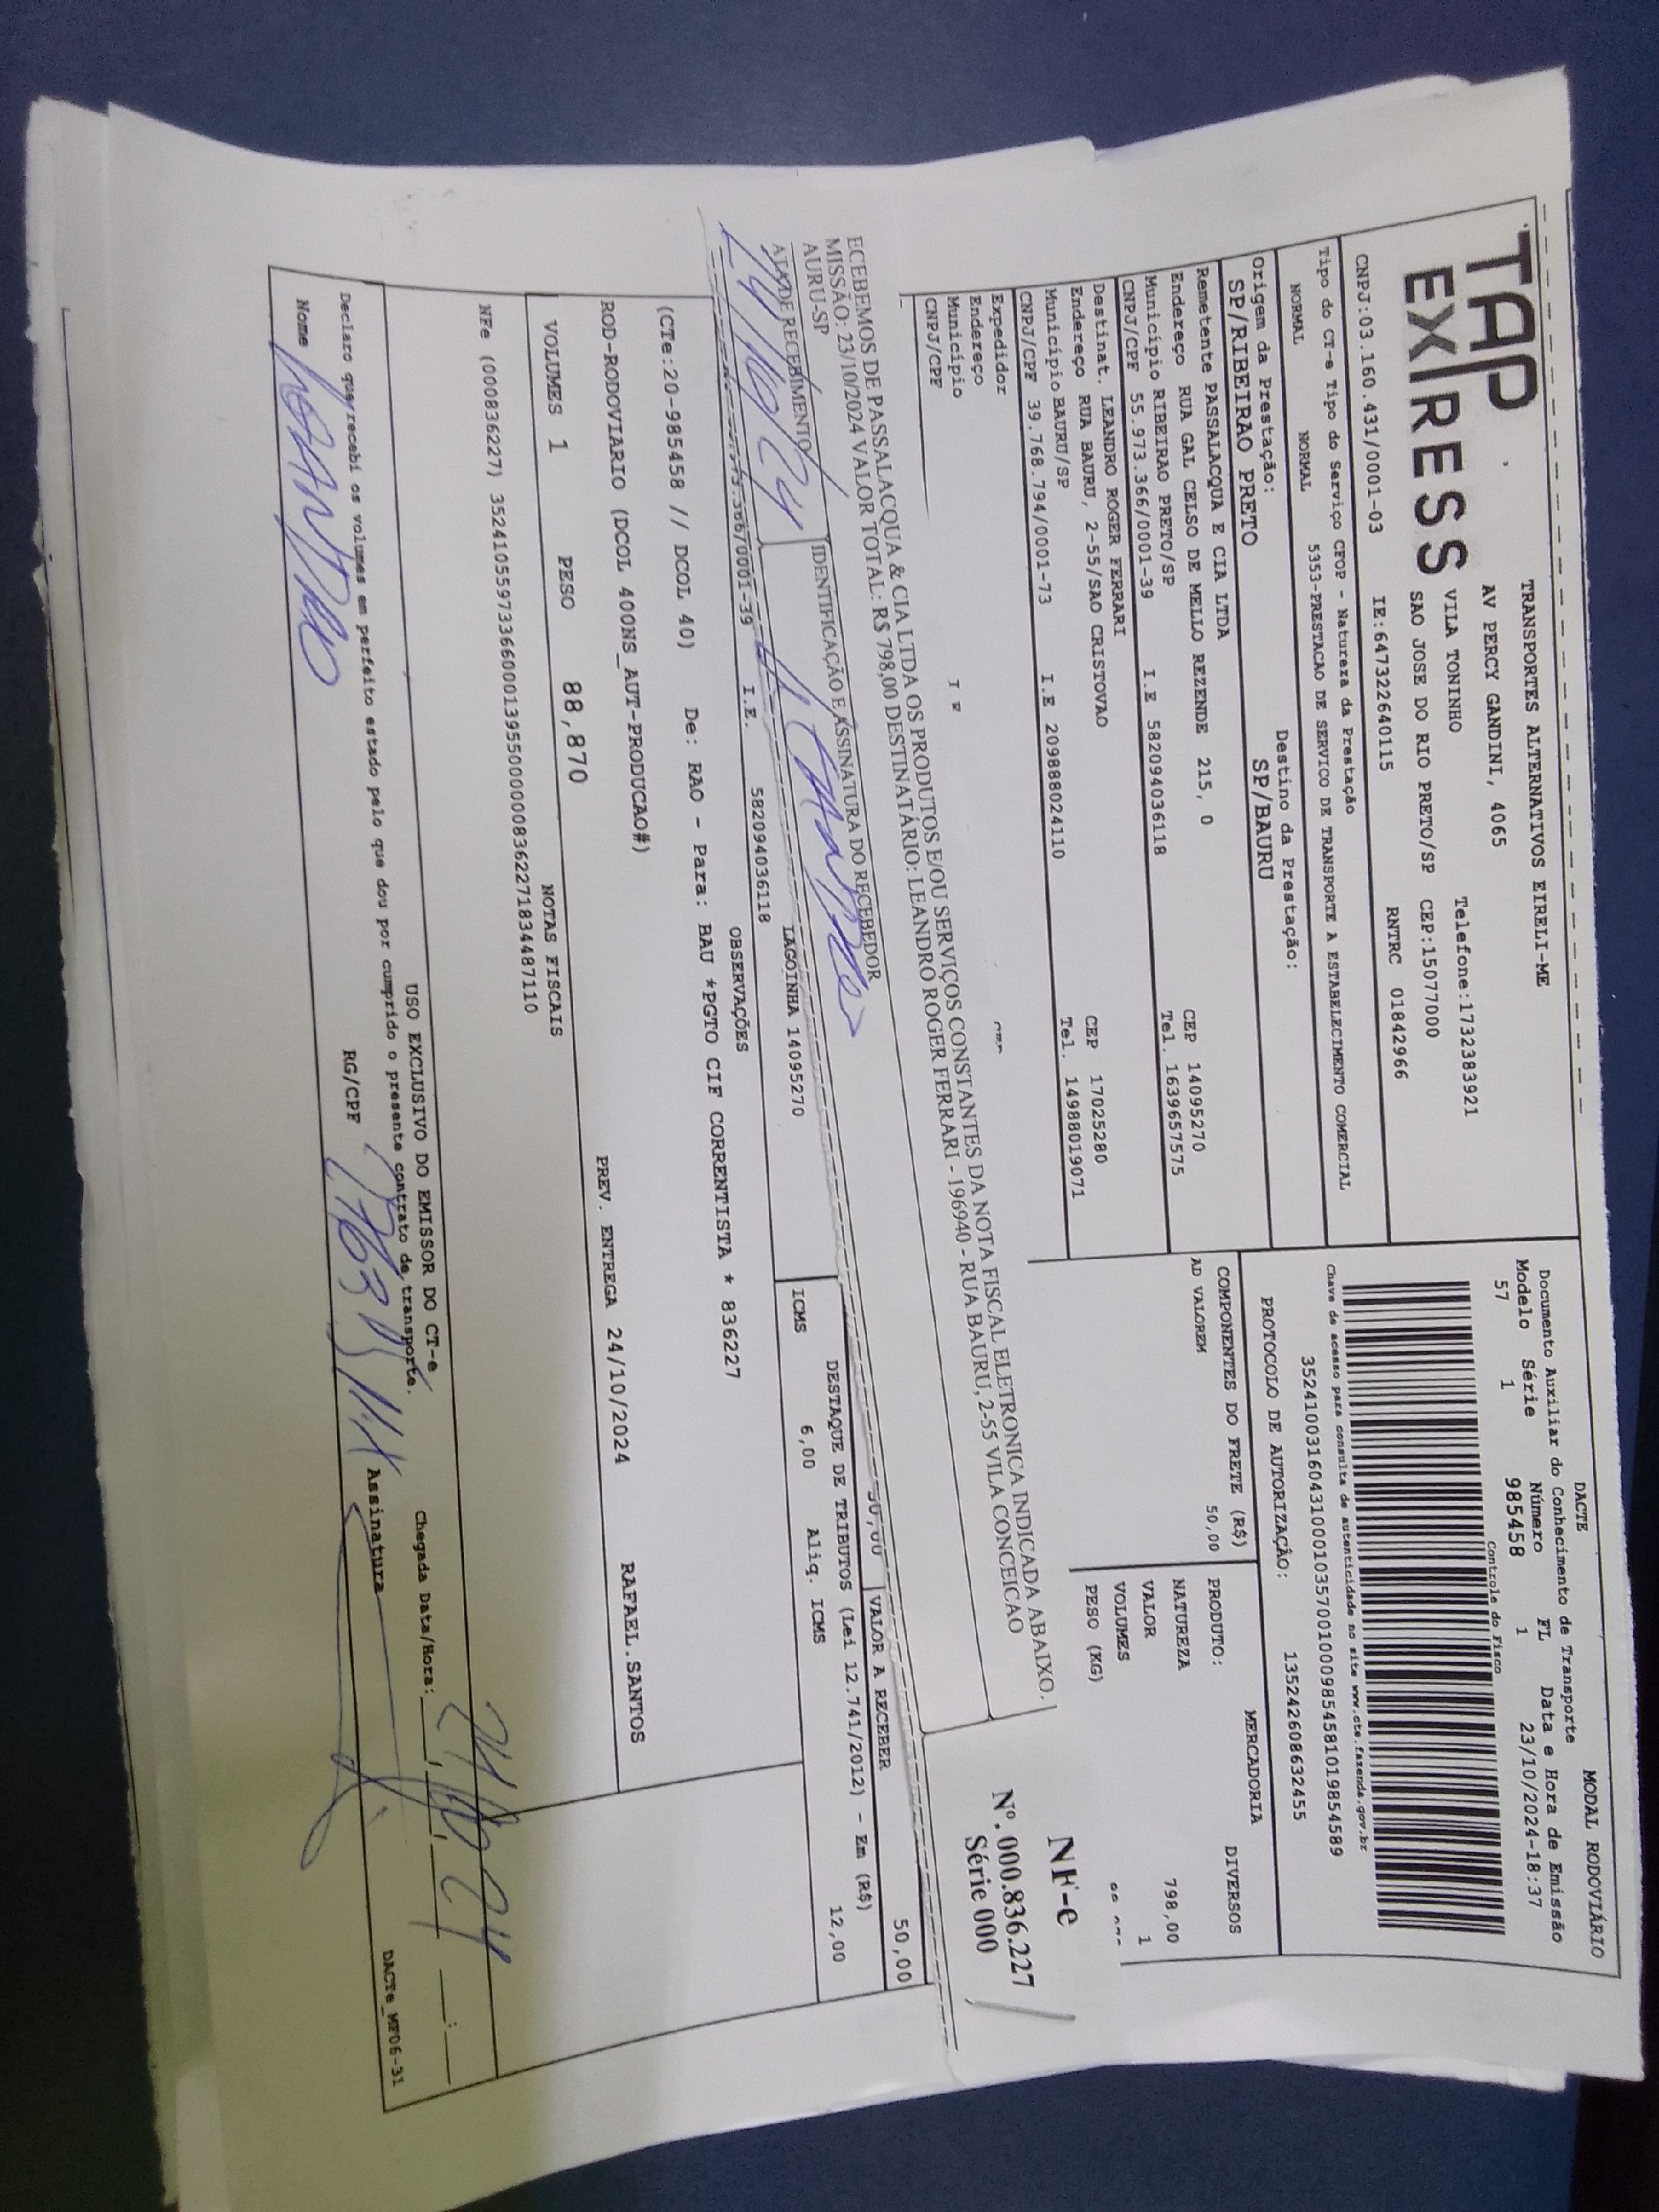 TAP
EXPRESS
TRANSPORTES ALTERNATIVOS EIRELI-ME
AV PERCY GANDINI, 4065
VILA TONINHO Telefone:1732383921
SAO JOSE DO RIO PRETO/SP CEP:15077000
CNPJ:03.160.431/0001-03 IE:647322640115 RNTRC 01842966
Tipo do CT-e Tipo do Serviço CFOP - Natureza da Prestação
NORMAL NORMAL 5353-PRESTACAO DE SERVICO DE TRANSPORTE A ESTABELECIMENTO COMERCIAL
Origem da Prestação: Destino da Prestação:
SP/RIBEIRAO PRETO SP/BAURU
DACTE MODAL RODOVIÁRIO
Documento Auxiliar do Conhecimento de Transporte
Modelo Série Número FL Data e Hora de Emissão
57 1 985458 1 23/10/2024-18:37
Controle do Fisco
Chave de acesso para consulta de autenticidade no site www.cte.fazenda.gov.br
35241003160431000103570010009854581019854589
PROTOCOLO DE AUTORIZAÇÃO: 135242608632455
Remetente PASSALACQUA E CIA LTDA
Endereço RUA GAL CELSO DE MELLO REZENDE 215, 0 CEP 14095270
Município RIBEIRAO PRETO/SP Tel. 1639657575
CNPJ/CPF 55.973.366/0001-39 I.E 582094036118
Destinat. LEANDRO ROGER FERRARI
Endereço RUA BAURU, 2-55/SAO CRISTOVAO CEP 17025280
Município BAURU/SP Tel. 14988019071
CNPJ/CPF 39.768.794/0001-73 I.E 209888024110
Expedidor
Endereço
Município
CNPJ/CPF
COMPONENTES DO FRETE (R$)
AD VALOREM 50,00
MERCADORIA
PRODUTO: DIVERSOS
NATUREZA
VALOR 798,00
VOLUMES 1
PESO (KG)
ECEBEMOS DE PASSALACQUA & CIA LTDA OS PRODUTOS E/OU SERVIÇOS CONSTANTES DA NOTA FISCAL ELETRONICA INDICADA ABAIXO.
MISSÃO: 23/10/2024 VALOR TOTAL: R$ 798,00 DESTINATÁRIO: LEANDRO ROGER FERRARI - 196940 - RUA BAURU, 2-55 VILA CONCEICAO
AURU-SP
NF-e
Nº. 000.836.227
Série 000
ATA DE RECEBIMENTO IDENTIFICAÇÃO E ASSINATURA DO RECEBEDOR
24/10/24
LAGOINHA 14095270
/0001-39 I.E. 582094036118
50,00 VALOR A RECEBER 50,00
DESTAQUE DE TRIBUTOS (Lei 12.741/2012) - Em (R$)
ICMS 6,00 Aliq. ICMS 12,00
OBSERVAÇÕES
(CTe:20-985458 // DCOL 40) De: RAO - Para: BAU *PGTO CIF CORRENTISTA * 836227
ROD-RODOVIARIO (DCOL 400NS_AUT-PRODUCAO#)
PREV. ENTREGA 24/10/2024 RAFAEL.SANTOS
VOLUMES 1 PESO 88,870
NOTAS FISCAIS
NFe (000836227) 35241055973366000139550000008362271834487110
USO EXCLUSIVO DO EMISSOR DO CT-e
Declaro que recebi os volumes em perfeito estado pelo que dou por cumprido o presente contrato de transporte.
Chegada Data/Hora: 24/10/24
Nome LEANDRO RG/CPF Assinatura
DACTe_MF06-31